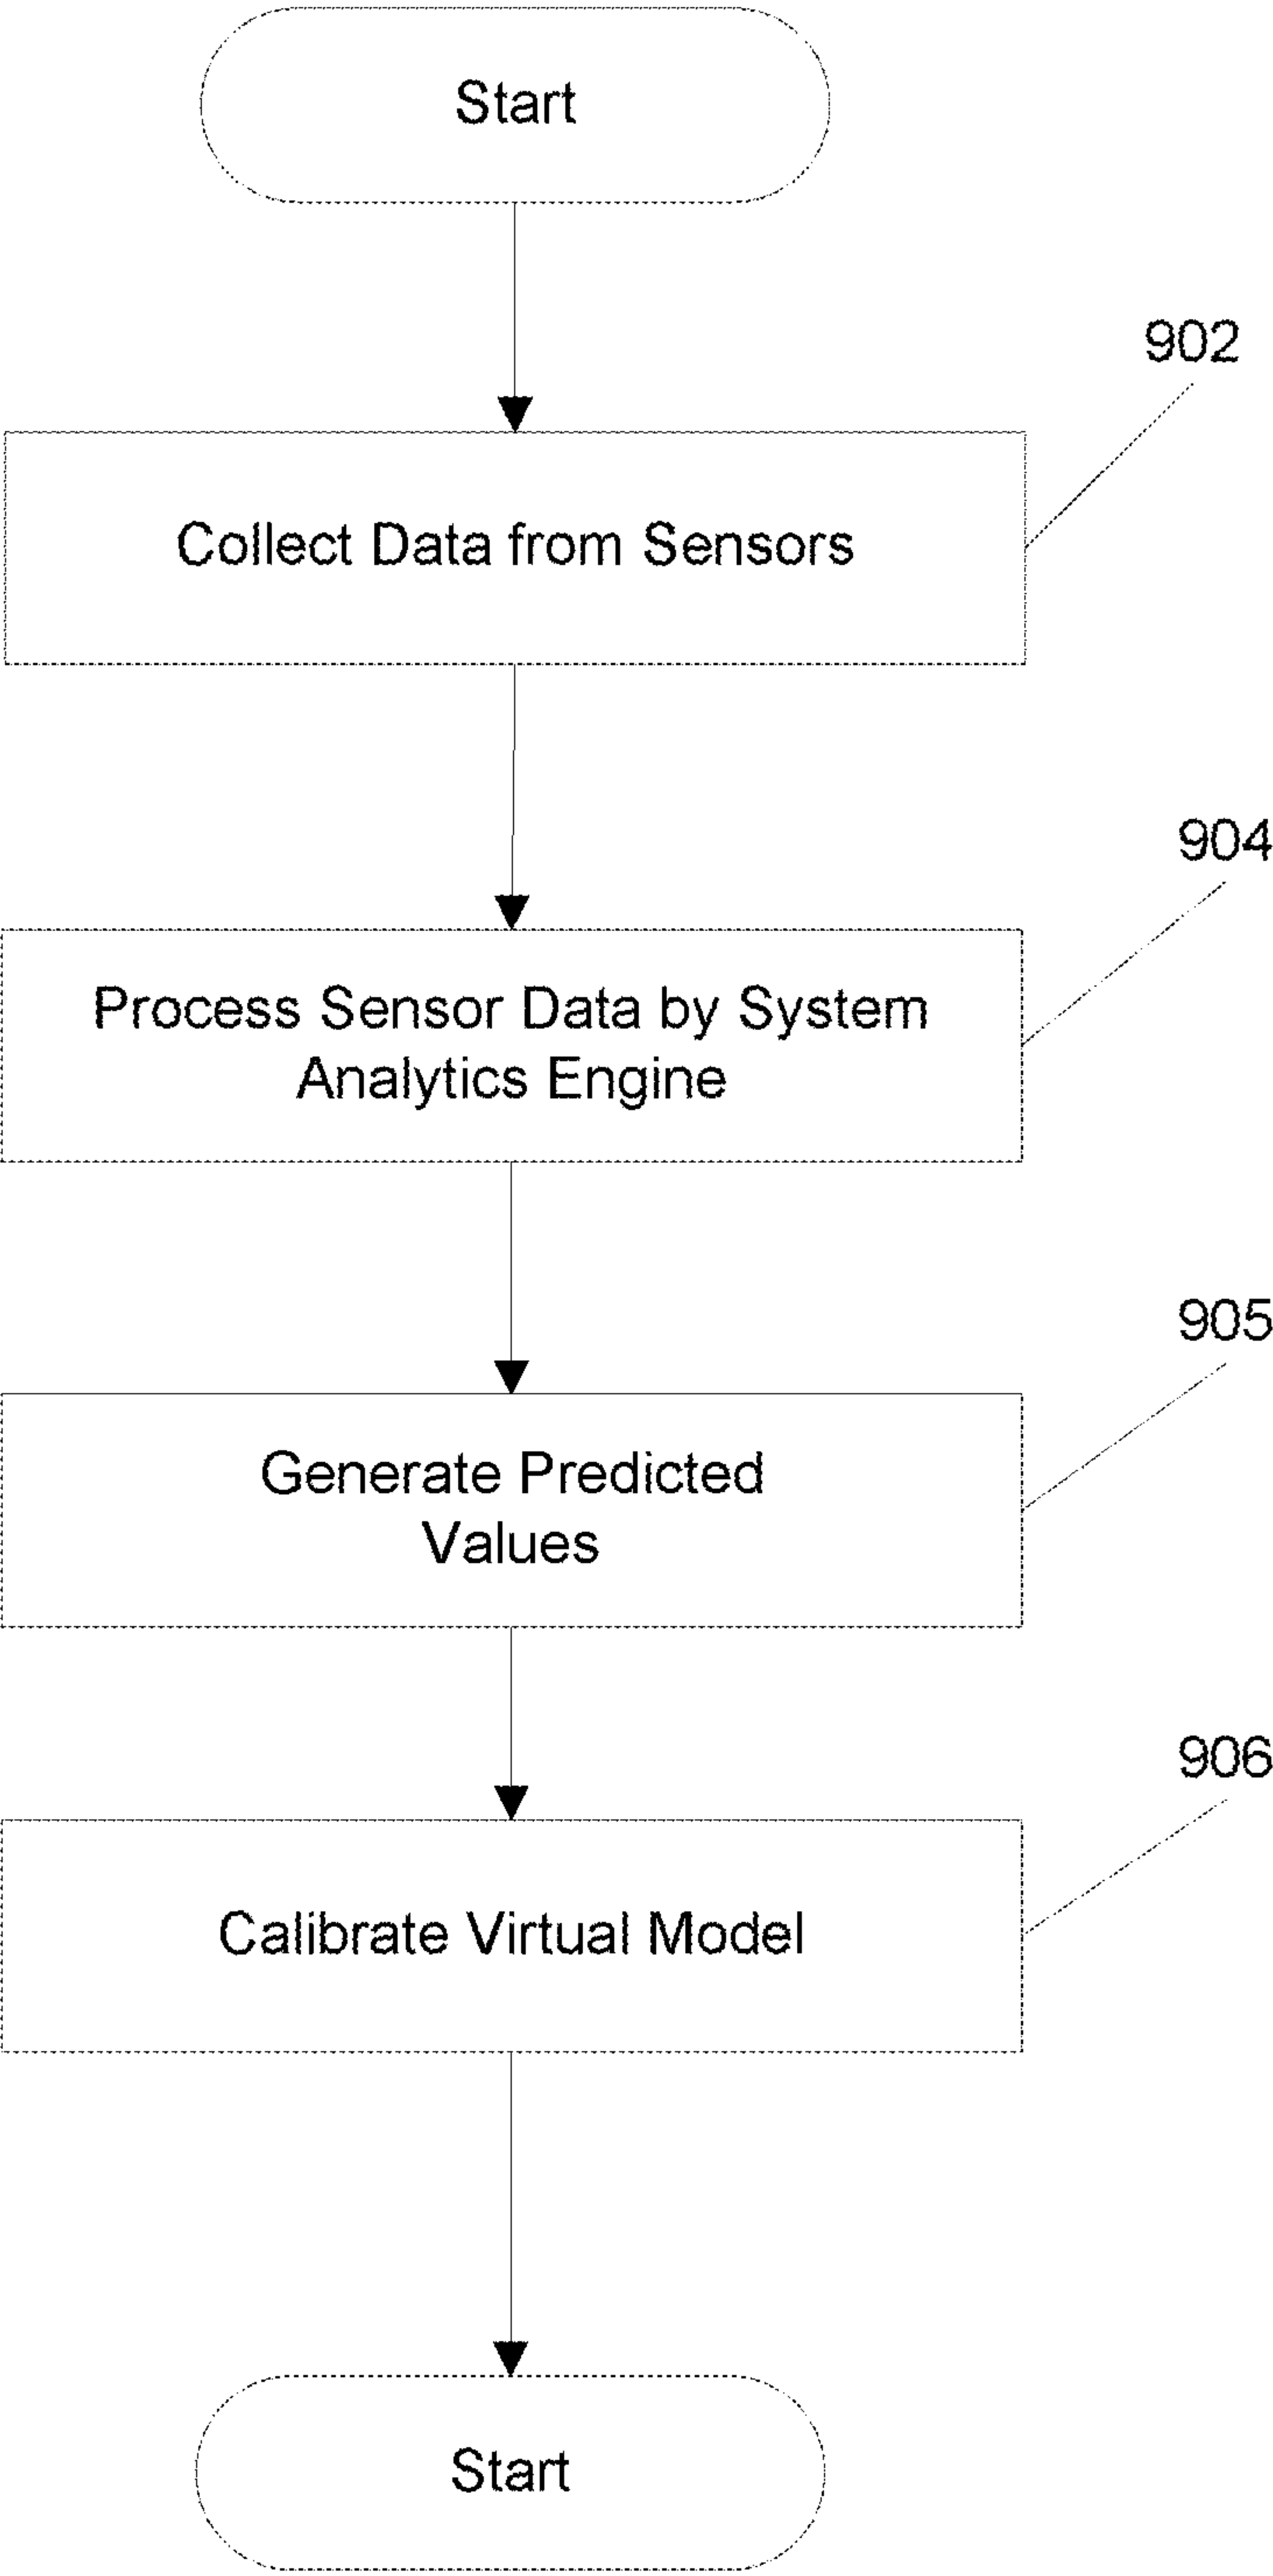 Start
902
Collect Data from Sensors
904
Process Sensor Data by System
Analytics Engine
905
Generate Predicted
Values
906
Calibrate Virtual Model
Start